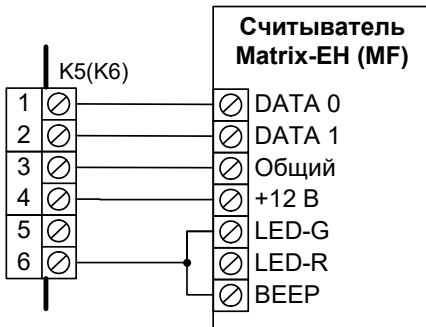 Считыватель
Matrix-EH (MF)
K5(K6)
1 DATA 0
2 DATA 1
3 Общий
4 +12 В
5 LED-G
6 LED-R
BEEP